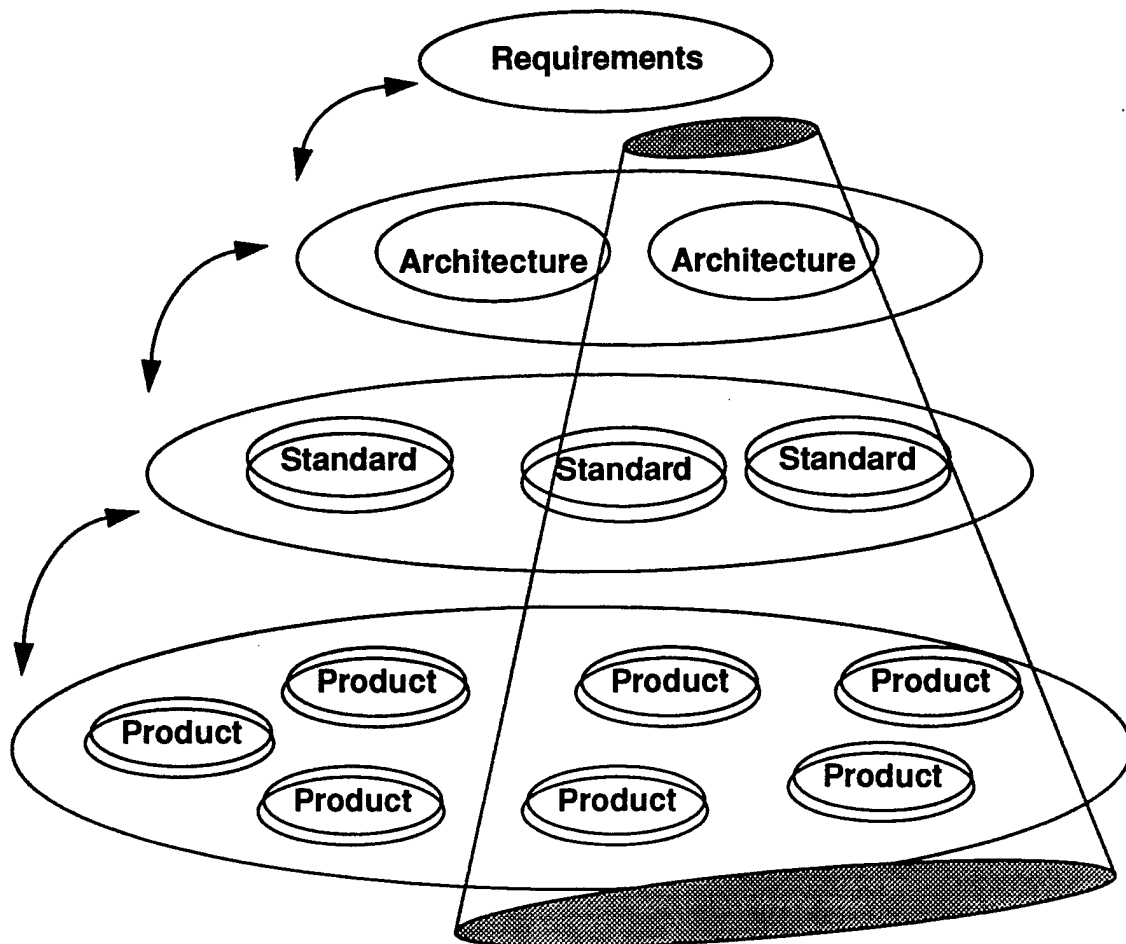 Requirements
Architecture
Architecture
Standard
Standard
Standard
Product
Product
Product
Product
Product
Product
Product